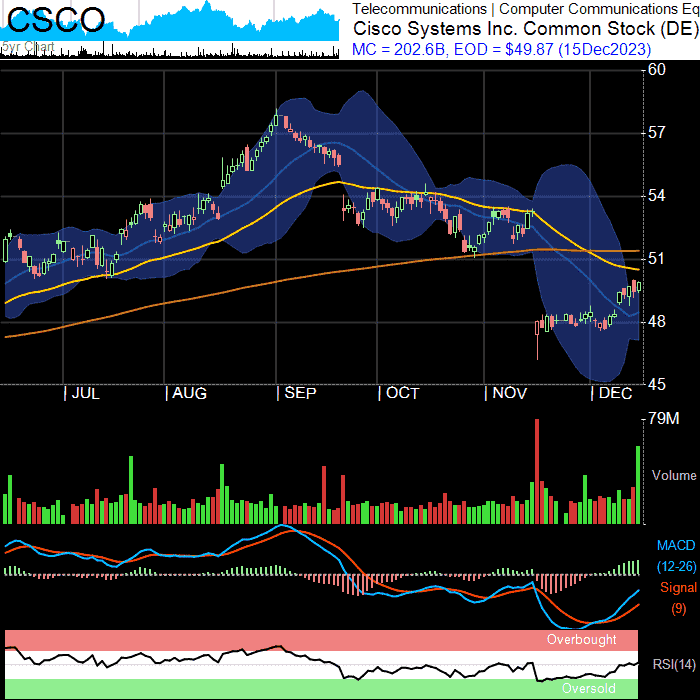 CSCO
5yr Chart
Telecommunications | Computer Communications Eq
Cisco Systems Inc. Common Stock (DE)
MC = 202.6B, EOD = $49.87 (15Dec2023)
60
57
54
51
48
45
| JUL | AUG | SEP | OCT | NOV | DEC
79M
Volume
MACD
(12-26)
Signal
(9)
Overbought
RSI(14)
Oversold